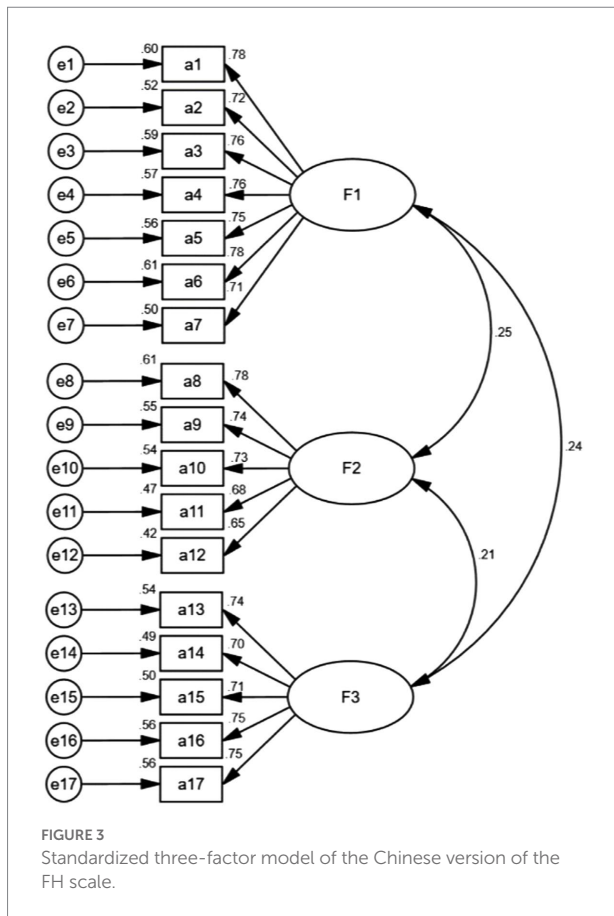 .60 .78
e1 a1
.52 .72
e2 a2
.59 .76
e3 a3
.57 .76
e4 a4 F1
.56 .75
e5 a5
.61 .78
e6 a6
.50 .71
e7 a7
.25
.61 .78
e8 a8
.55 .74
e9 a9
.24
.54 .73
e10 a10 F2
.47 .68
e11 a11
.42 .65
e12 a12
.21
.54 .74
e13 a13
.49 .70
e14 a14
.50 .71
e15 a15 F3
.56 .75
e16 a16
.56 .75
e17 a17
FIGURE 3
Standardized three-factor model of the Chinese version of the
FH scale.